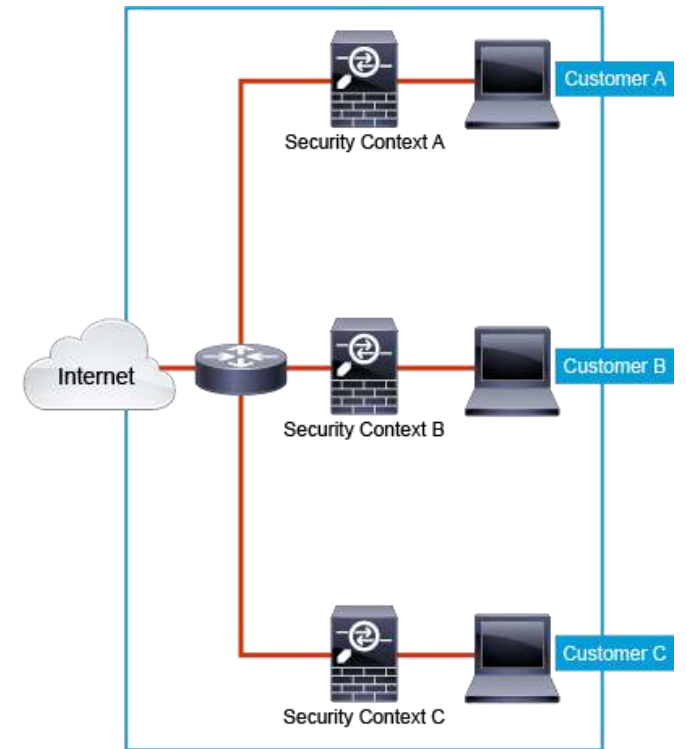 Customer A
Security Context A
Internet
Customer B
Security Context B
Customer C
Security Context C